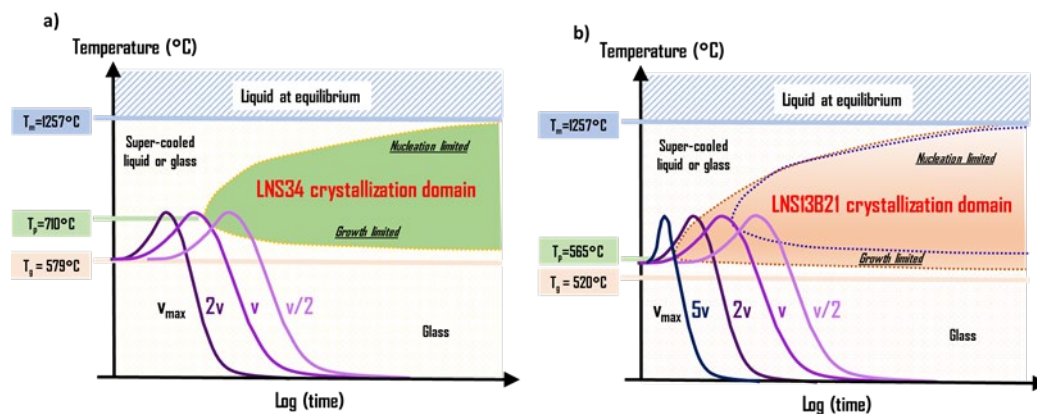 a)
Temperature (°C)
Liquid at equilibrium
Tm=1257°C
Super-cooled
liquid or glass
Nucleation limited
LNS34 crystallization domain
Tp=710°C
Growth limited
Tg = 579°C
vmax 2v v v/2
Glass
Log (time)
b)
Temperature (°C)
Liquid at equilibrium
Tm=1257°C
Super-cooled
liquid or glass
Nucleation limited
LNS13B21 crystallization domain
Tp=565°C
Growth limited
Tg = 520°C
vmax 5v 2v v v/2
Glass
Log (time)